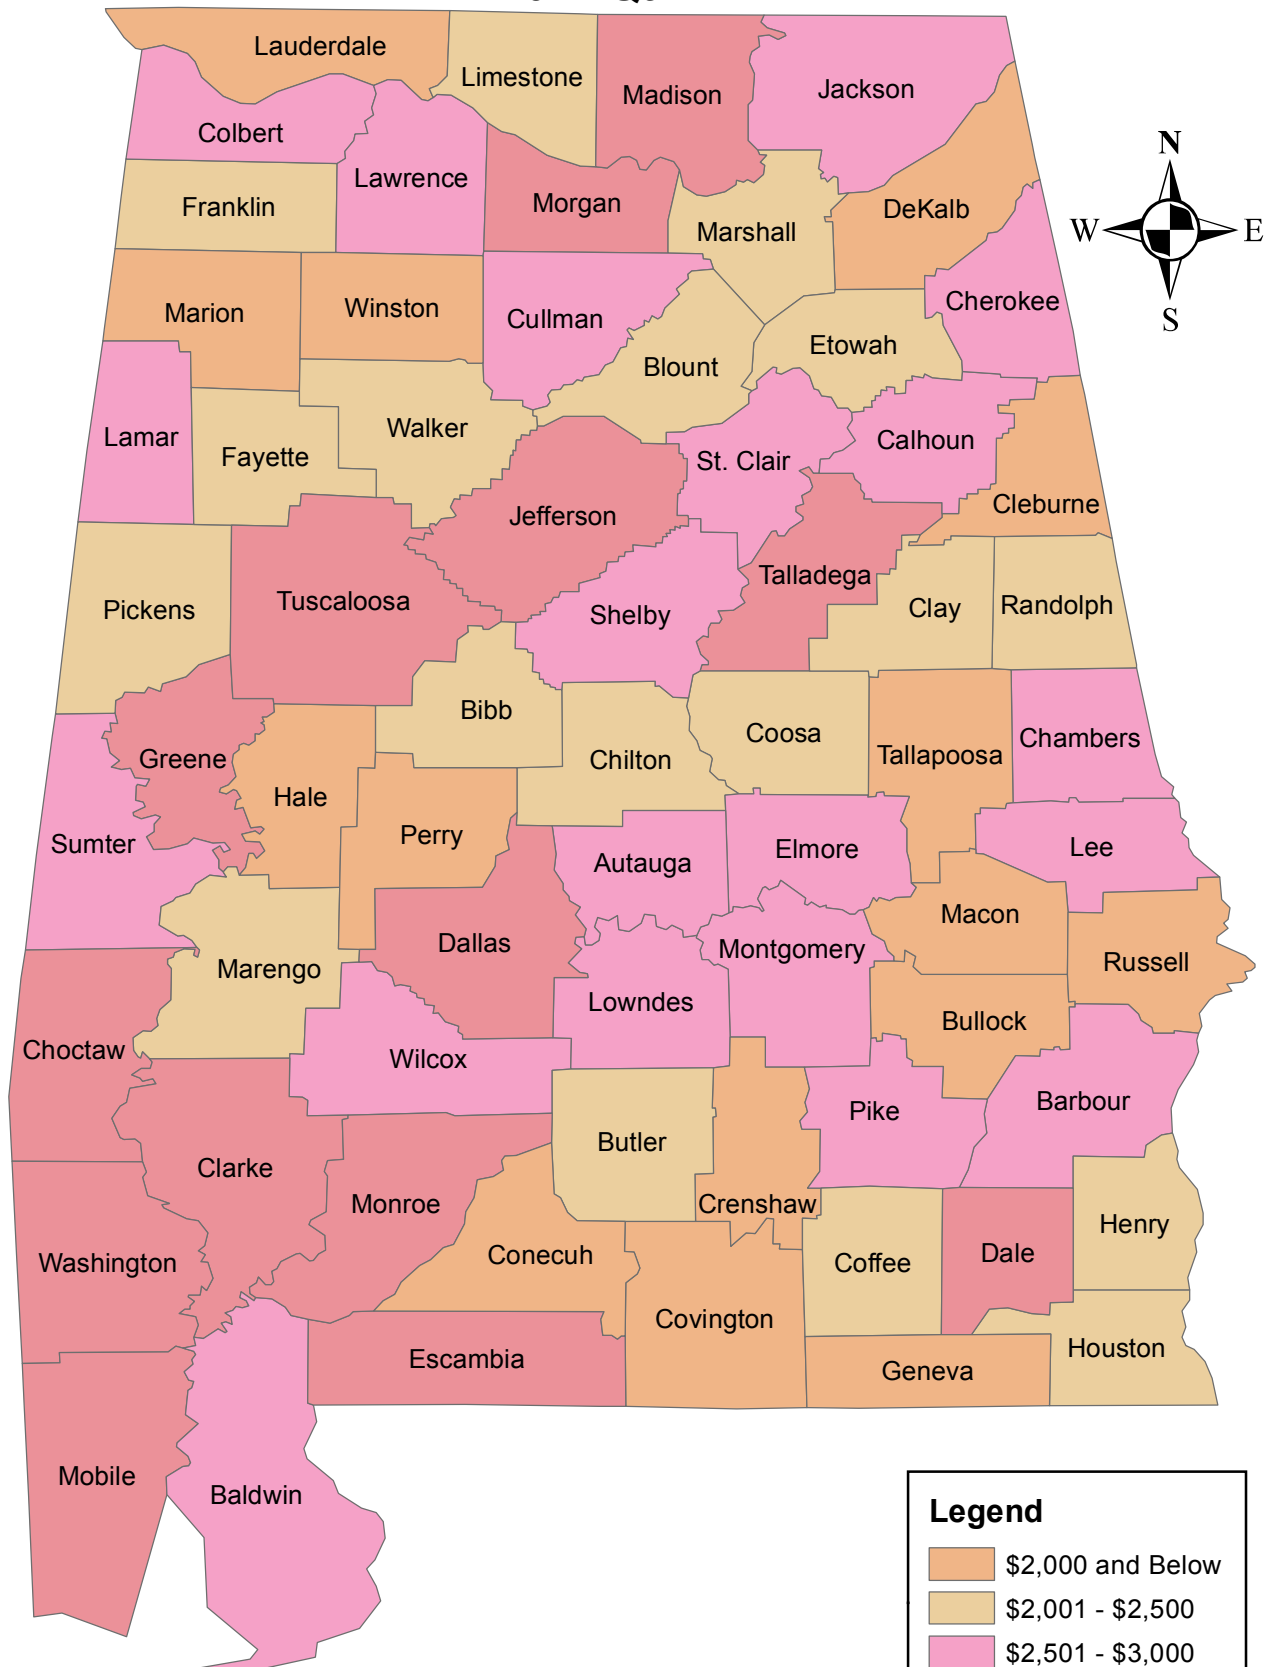 Lauderdale
Limestone
Madison
Jackson
Colbert
Lawrence
Franklin
Morgan
Marshall
DeKalb
Cherokee
Marion
Winston
Cullman
Blount
Etowah
Lamar
Fayette
Walker
St. Clair
Calhoun
Cleburne
Jefferson
Talladega
Pickens
Tuscaloosa
Shelby
Clay
Randolph
Bibb
Coosa
Tallapoosa
Chambers
Greene
Hale
Chilton
Perry
Sumter
Autauga
Elmore
Lee
Macon
Dallas
Montgomery
Marengo
Russell
Lowndes
Bullock
Choctaw
Wilcox
Barbour
Pike
Butler
Clarke
Monroe
Crenshaw
Conecuh
Henry
Washington
Coffee
Dale
Covington
Houston
Escambia
Geneva
Mobile
Baldwin
N
W
E
S
Legend
$2,000 and Below
$2,001 - $2,500
$2,501 - $3,000